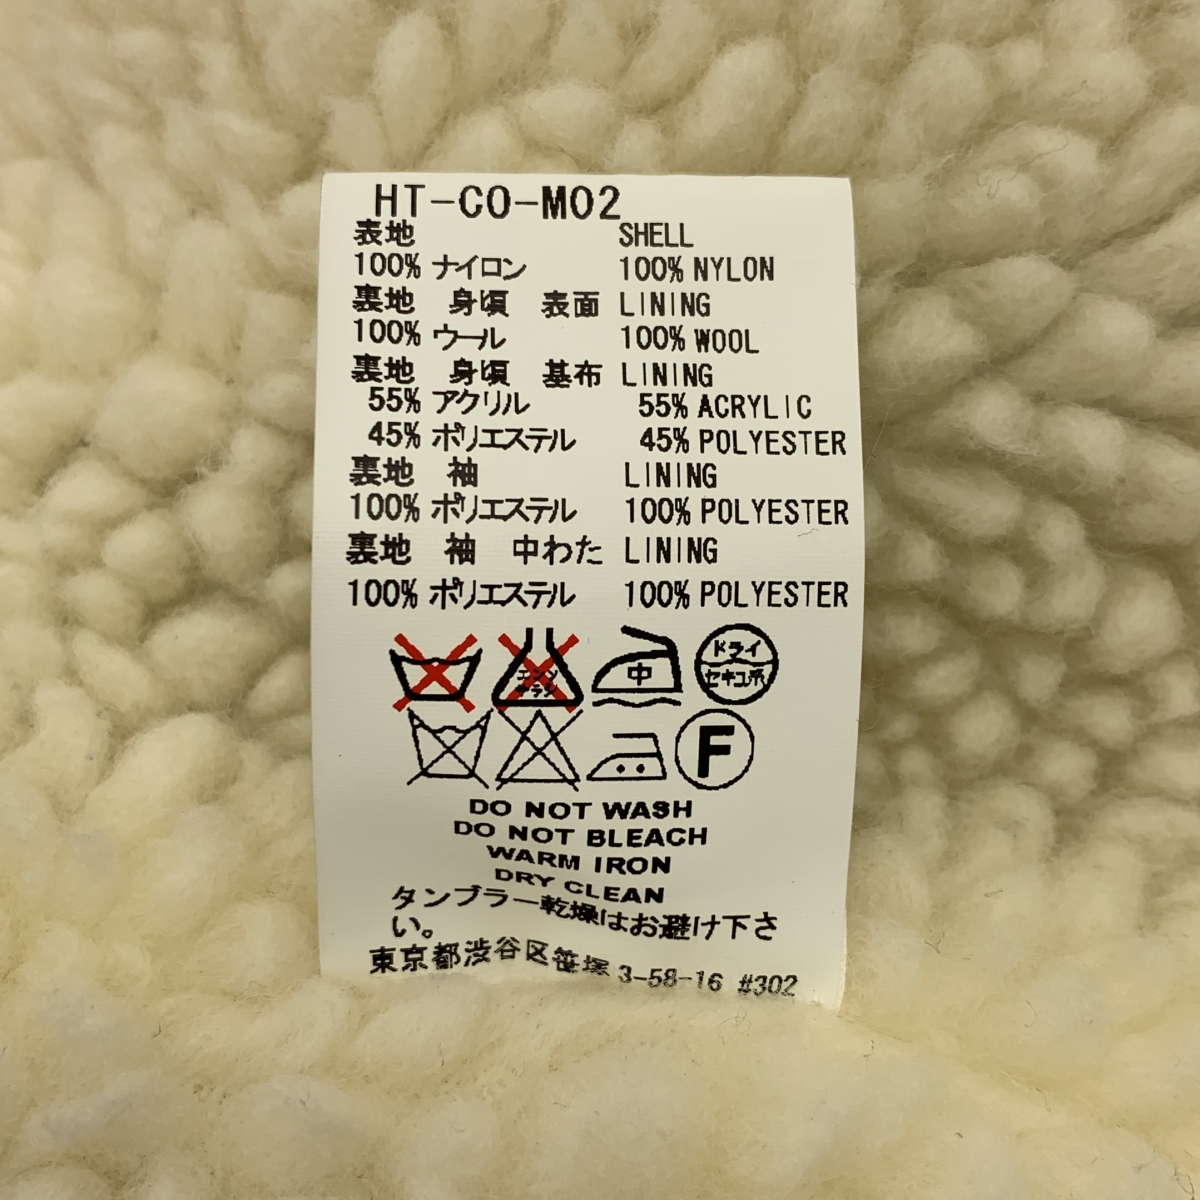 HT-CO-M02
表地 SHELL
100% ナイロン 100% NYLON
裏地 身頃 表面 LINING
100% ウール 100% WOOL
裏地 身頃 基布 LINING
55% アクリル 55% ACRYLIC
45% ポリエステル 45% POLYESTER
裏地 袖 LINING
100% ポリエステル 100% POLYESTER
裏地 袖 中わた LINING
100% ポリエステル 100% POLYESTER
エンソサラシ 中 ドライセキユ系
F
DO NOT WASH
DO NOT BLEACH
WARM IRON
DRY CLEAN
タンブラー乾燥はお避け下さ
い。
東京都渋谷区笹塚 3-58-16 #302